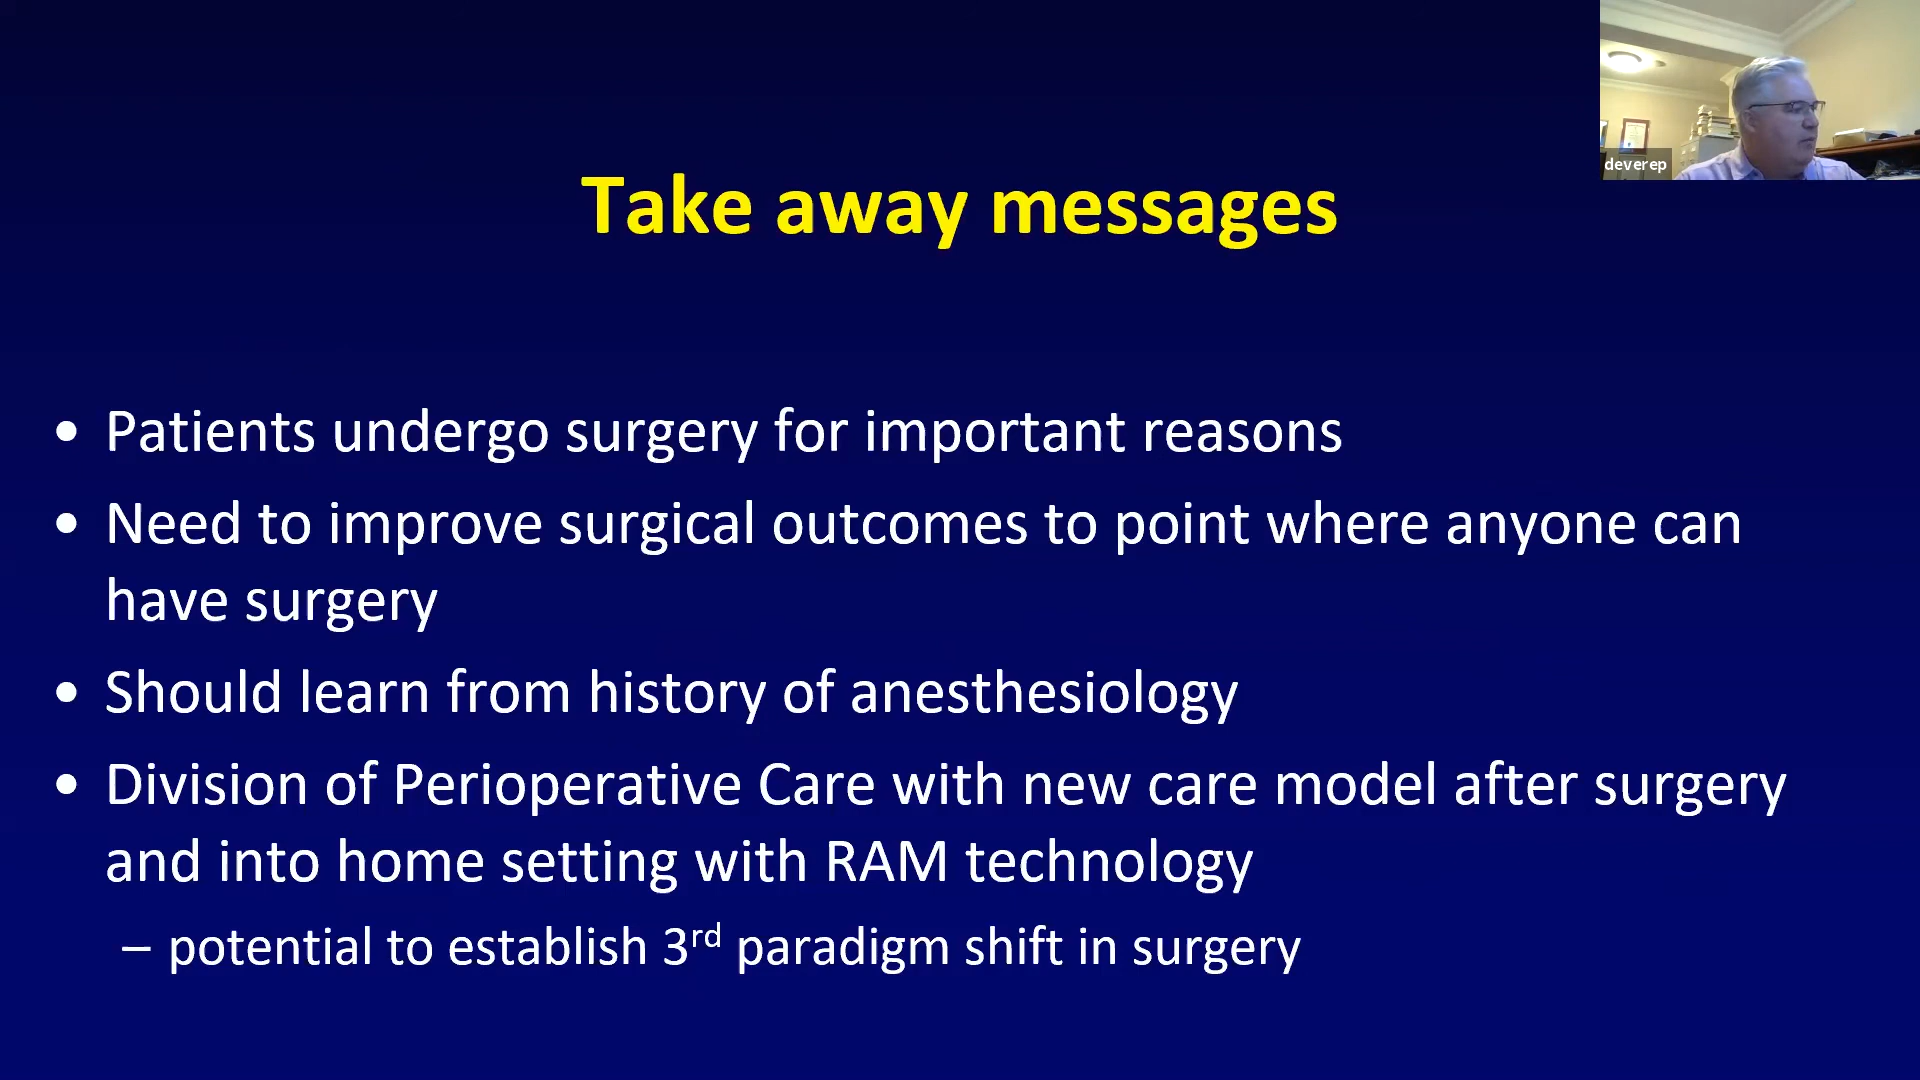 deverep
Take away messages
• Patients undergo surgery for important reasons
• Need to improve surgical outcomes to point where anyone can
have surgery
• Should learn from history of anesthesiology
• Division of Perioperative Care with new care model after surgery
and into home setting with RAM technology
– potential to establish 3rd paradigm shift in surgery